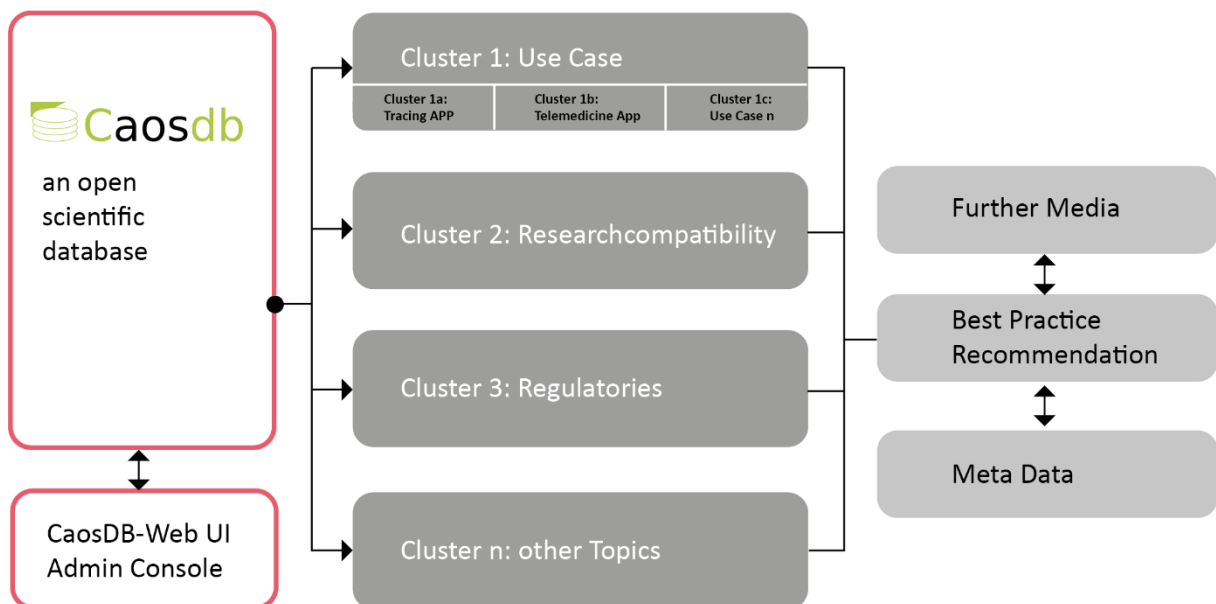 Caosdb
an open
scientific
database
CaosDB-Web UI
Admin Console
Cluster 1: Use Case
Cluster 1a:
Tracing APP
Cluster 1b:
Telemedicine App
Cluster 1c:
Use Case n
Cluster 2: Researchcompatibility
Cluster 3: Regulatories
Cluster n: other Topics
Further Media
Best Practice
Recommendation
Meta Data